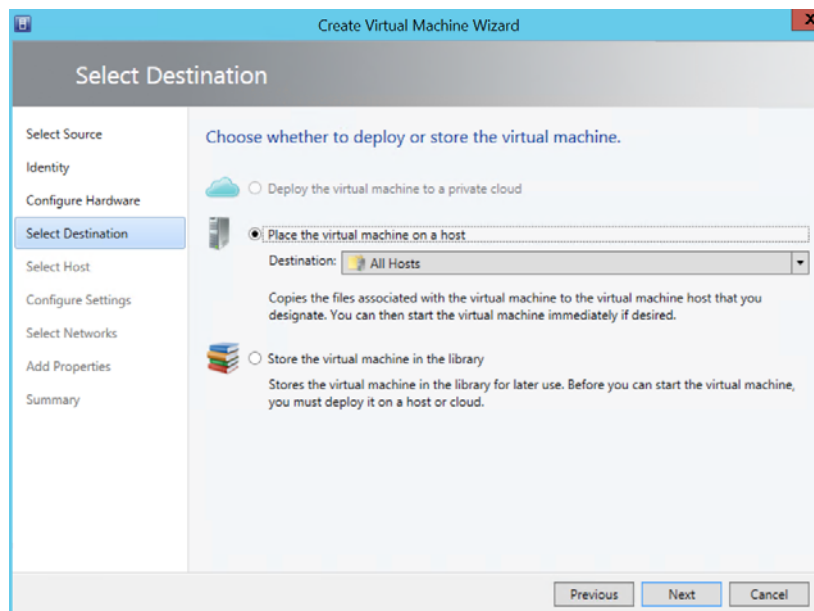 Create Virtual Machine Wizard
X
Select Destination
Select Source
Identity
Configure Hardware
Select Destination
Select Host
Configure Settings
Select Networks
Add Properties
Summary
Choose whether to deploy or store the virtual machine.
Deploy the virtual machine to a private cloud
Place the virtual machine on a host
Destination: All Hosts
Copies the files associated with the virtual machine to the virtual machine host that you
designate. You can then start the virtual machine immediately if desired.
Store the virtual machine in the library
Stores the virtual machine in the library for later use. Before you can start the virtual machine,
you must deploy it on a host or cloud.
Previous Next Cancel